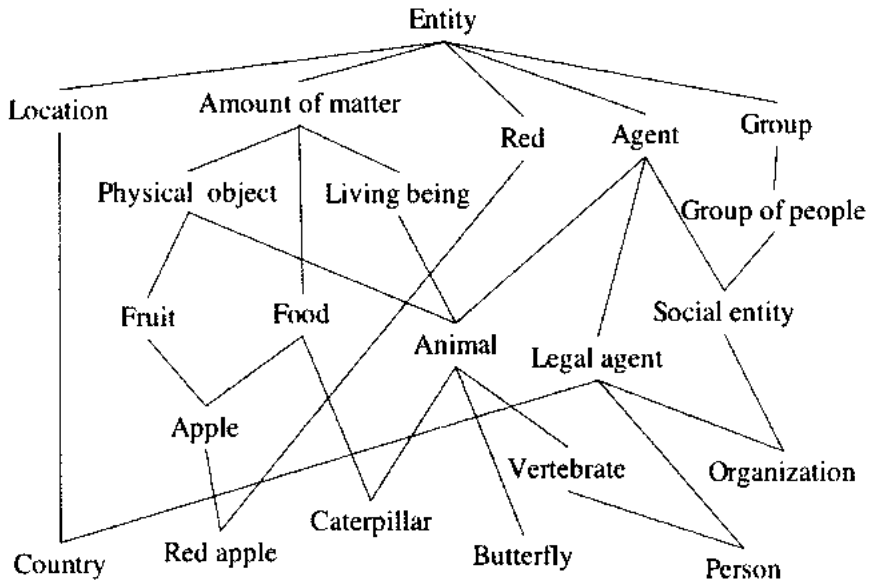 Entity
Location
Amount of matter
Red
Agent
Group
Physical object
Living being
Group of people
Fruit
Food
Animal
Legal agent
Social entity
Apple
Vertebrate
Organization
Country
Red apple
Caterpillar
Butterfly
Person